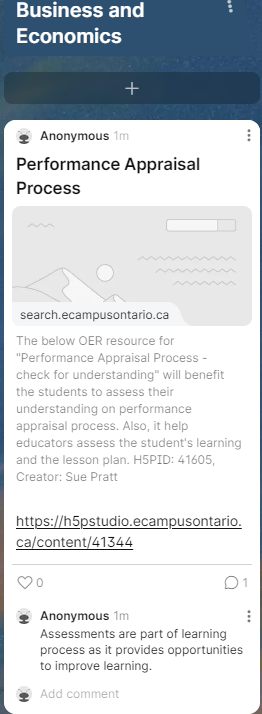 Business and
Economics
+
Anonymous 1m
Performance Appraisal
Process
search.ecampusontario.ca
The below OER resource for
"Performance Appraisal Process -
check for understanding" will benefit
the students to assess their
understanding on performance
appraisal process. Also, it help
educators assess the student's learning
and the lesson plan. H5PID: 41605,
Creator: Sue Pratt
https://h5pstudio.ecampusontario.
ca/content/41344
0 1
Anonymous 1m
Assessments are part of learning
process as it provides opportunities
to improve learning.
Add comment